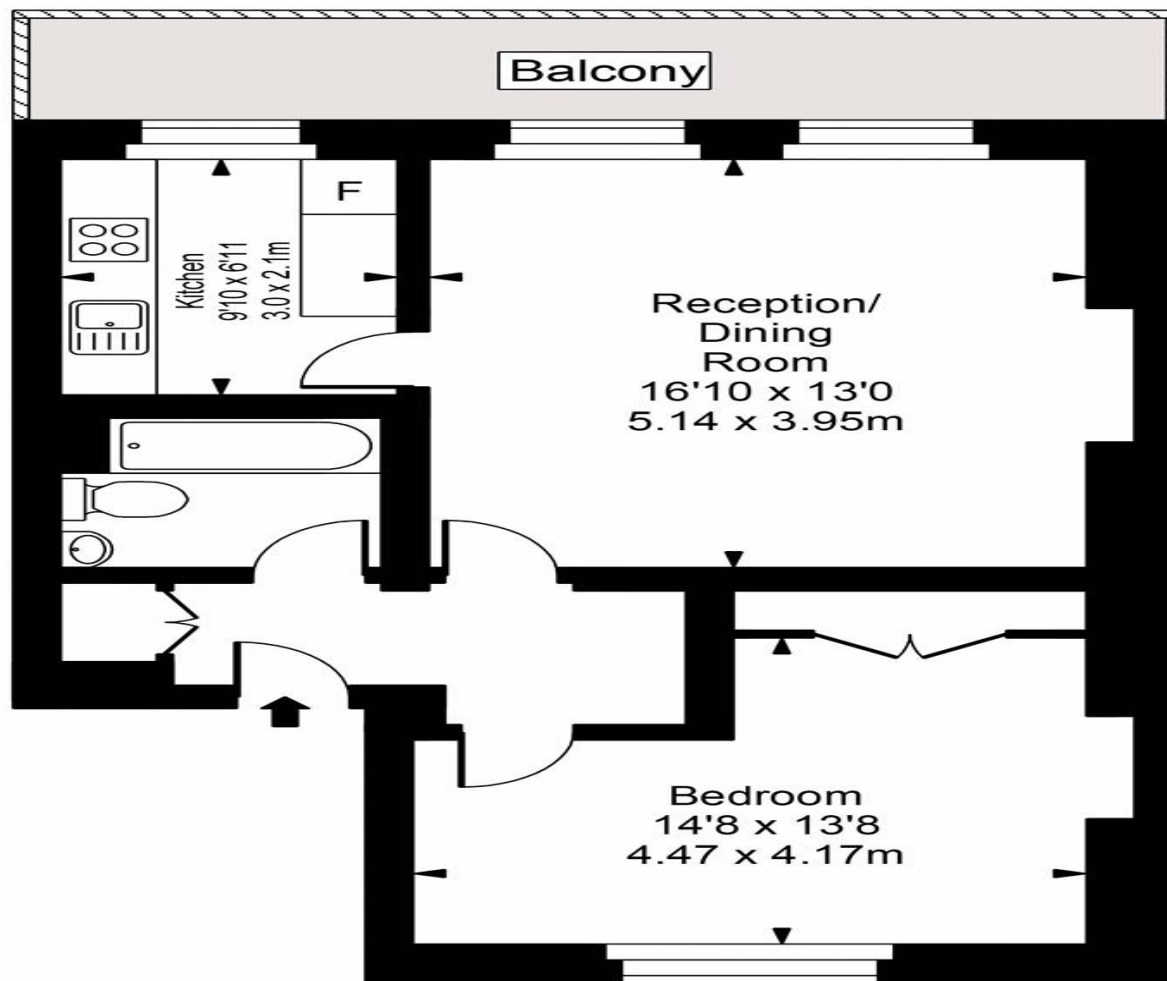 Balcony
F
Kitchen
9'10 x 6'11
3.0 x 2.1m
Reception/
Dining
Room
16'10 x 13'0
5.14 x 3.95m
Bedroom
14'8 x 13'8
4.47 x 4.17m